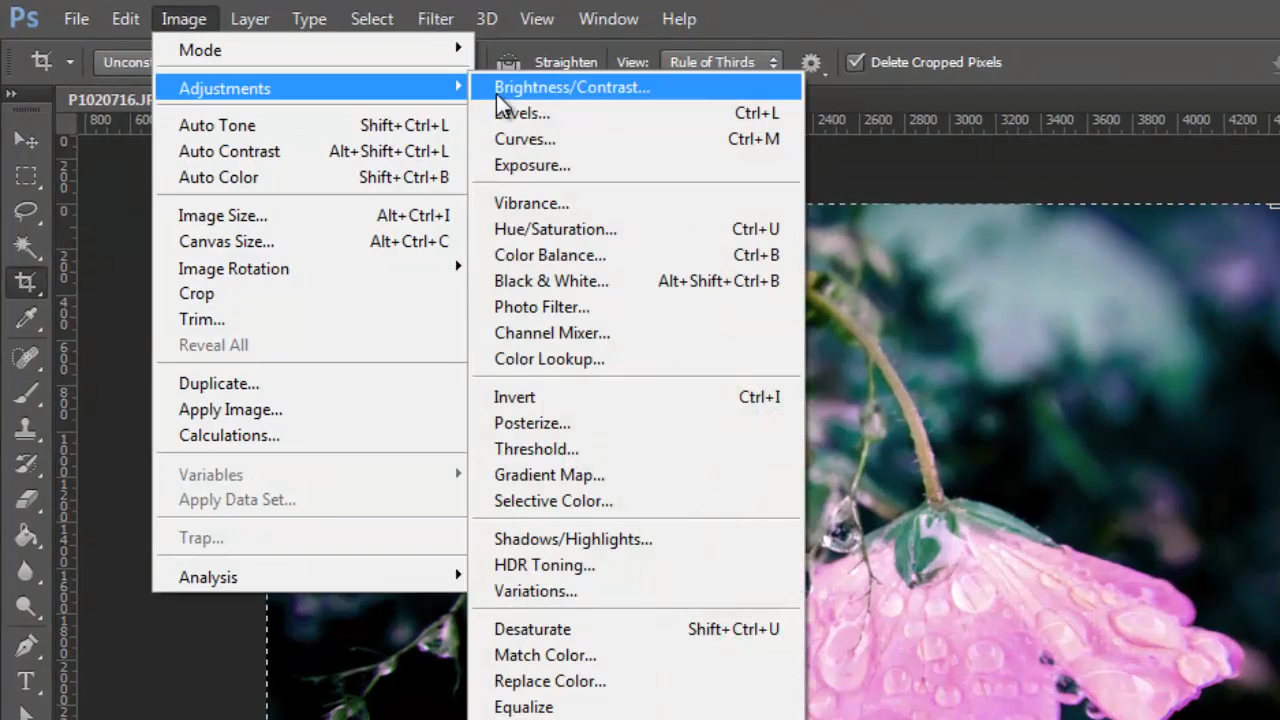 Ps File Edit Image Layer Type Select Filter 3D View Window Help
Straighten View: Rule of Thirds Delete Cropped Pixels
P1020716.JP
800
2400 2600 2800 3000 3200 3400 3600 3800 4000 4200
Mode
Adjustments
Auto Tone Shift+Ctrl+L
Auto Contrast Alt+Shift+Ctrl+L
Auto Color Shift+Ctrl+B
Image Size... Alt+Ctrl+I
Canvas Size... Alt+Ctrl+C
Image Rotation
Crop
Trim...
Reveal All
Duplicate...
Apply Image...
Calculations...
Variables
Apply Data Set...
Trap...
Analysis
Brightness/Contrast...
Levels... Ctrl+L
Curves... Ctrl+M
Exposure...
Vibrance...
Hue/Saturation... Ctrl+U
Color Balance... Ctrl+B
Black & White... Alt+Shift+Ctrl+B
Photo Filter...
Channel Mixer...
Color Lookup...
Invert Ctrl+I
Posterize...
Threshold...
Gradient Map...
Selective Color...
Shadows/Highlights...
HDR Toning...
Variations...
Desaturate Shift+Ctrl+U
Match Color...
Replace Color...
Equalize